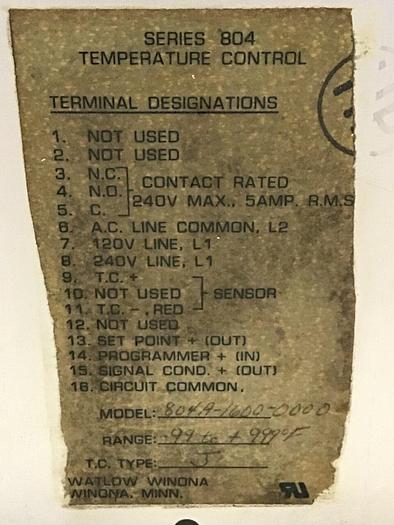 SERIES 804
TEMPERATURE CONTROL
TERMINAL DESIGNATIONS
1. NOT USED
2. NOT USED
3. N.C.
4. N.O.
5. C.
CONTACT RATED
240V MAX., 5AMP. R.M.S
6. A.C. LINE COMMON, L2
7. 120V LINE, L1
8. 240V LINE, L1
9. T.C. +
10. NOT USED
11. T.C. - , RED
SENSOR
12. NOT USED
13. SET POINT + (OUT)
14. PROGRAMMER + (IN)
15. SIGNAL COND. + (OUT)
16. CIRCUIT COMMON.
MODEL: 804A-1600-0000
RANGE: -99 to + 999°F
T.C. TYPE: J
WATLOW WINONA
WINONA, MINN.